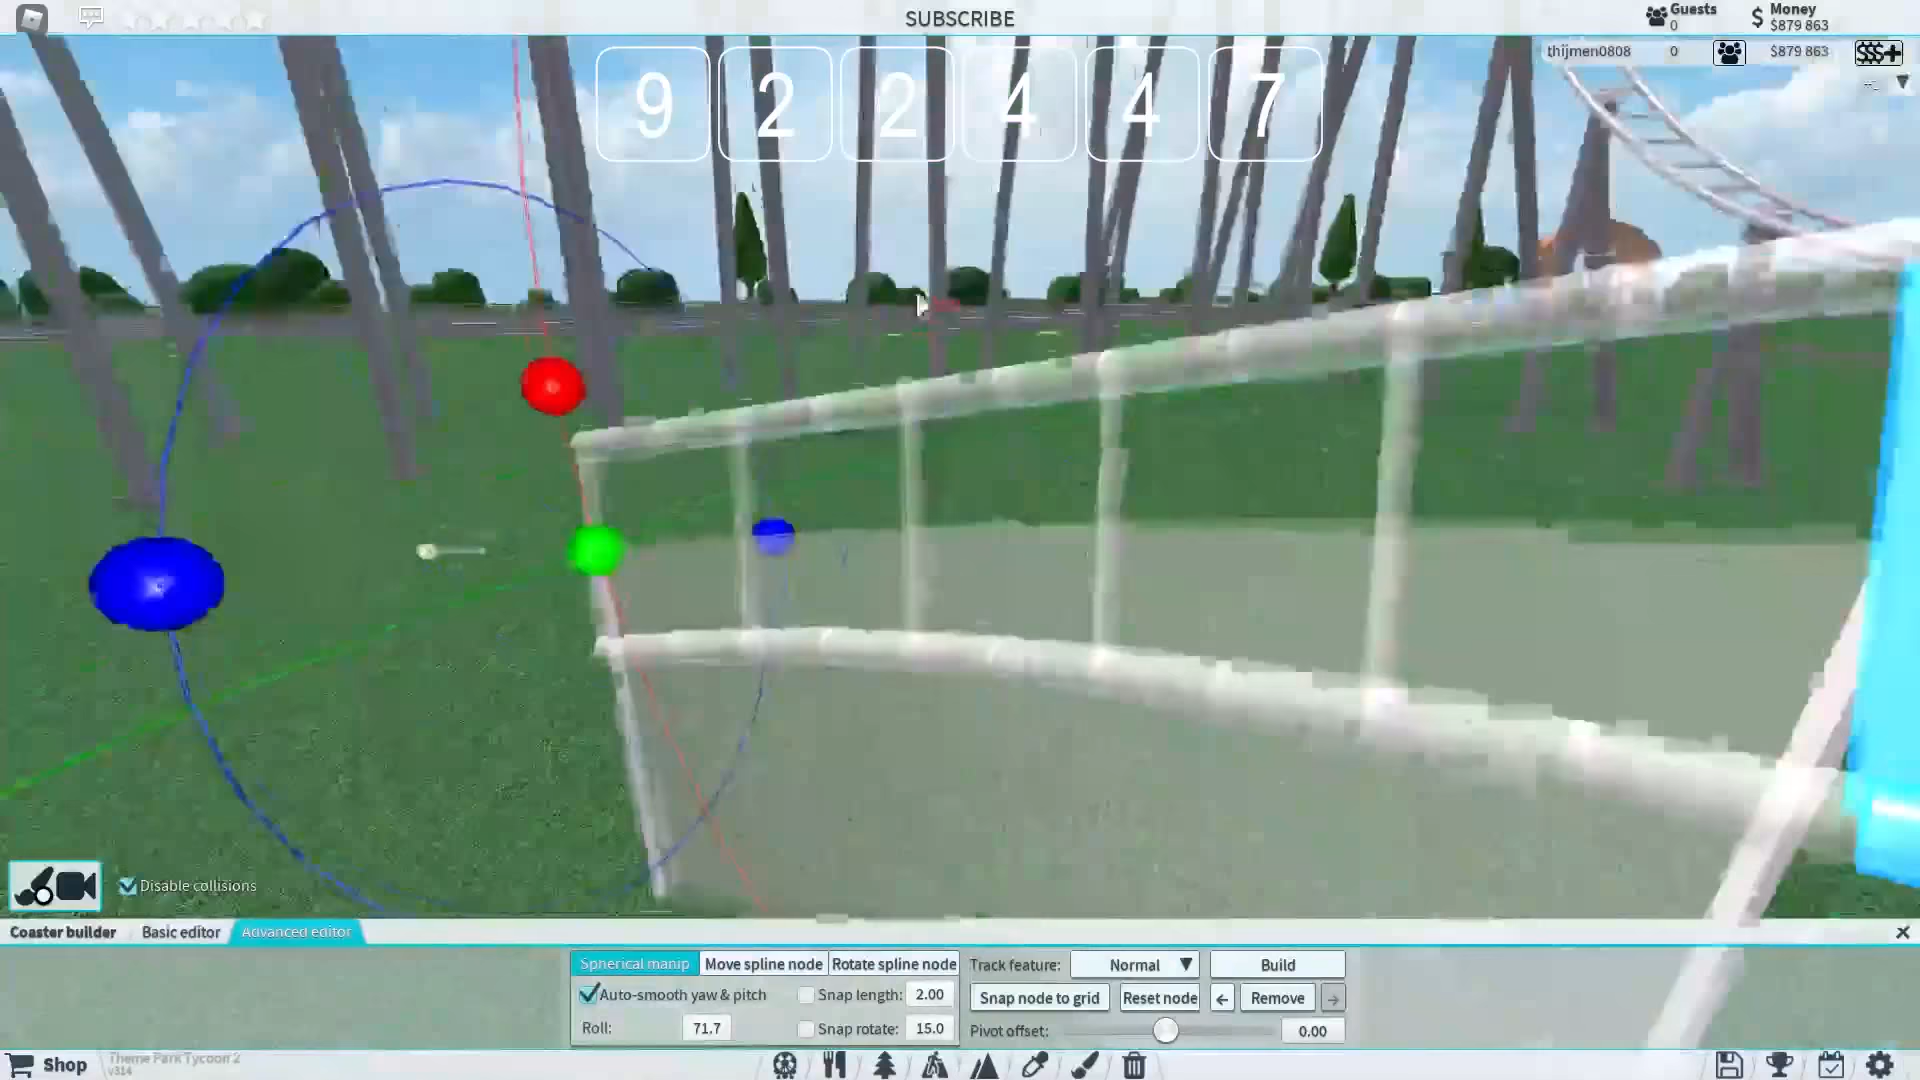 SUBSCRIBE
Guests
0
$ Money
$879 863
thijmen0808 0 $879 863 $$$+
9 2 2 4 4 7
Disable collisions
Coaster builder Basic editor Advanced editor
Spherical manip Move spline node Rotate spline node Track feature: Normal Build
Auto-smooth yaw & pitch Snap length: 2.00 Snap node to grid Reset node Remove
Roll: 71.7 Snap rotate: 15.0 Pivot offset: 0.00
Shop Theme Park Tycoon 2
v314